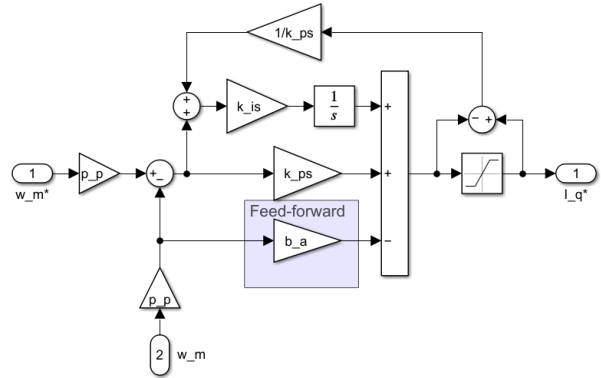 1/k_ps
+
+
k_is
1
s
+
- +
1
w_m*
p_p
+
-
k_ps
+
1
I_q*
Feed-forward
b_a
-
p_p
2
w_m